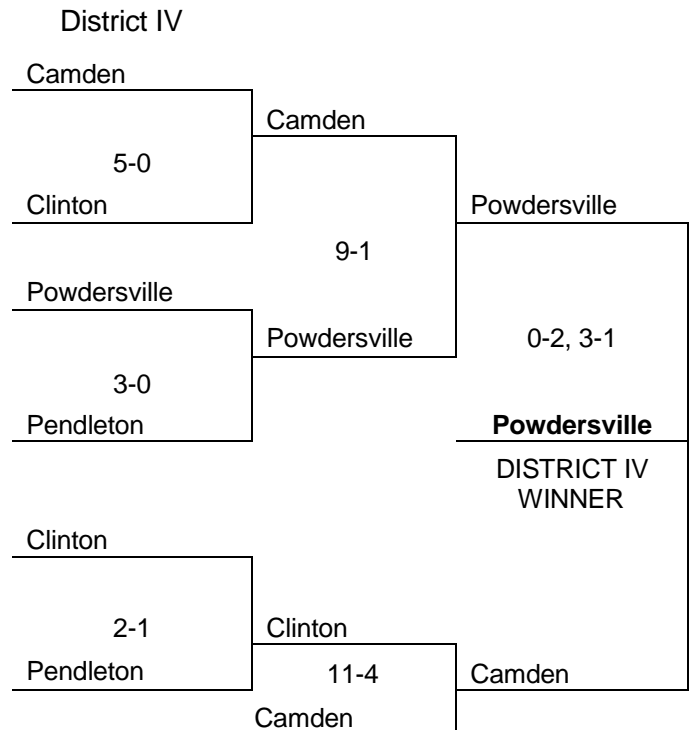 District IV
Camden
Camden
5-0
Clinton
Powdersville
9-1
Powdersville
Powdersville
0-2, 3-1
3-0
Pendleton
Powdersville
DISTRICT IV
WINNER
Clinton
2-1
Clinton
Pendleton
11-4
Camden
Camden